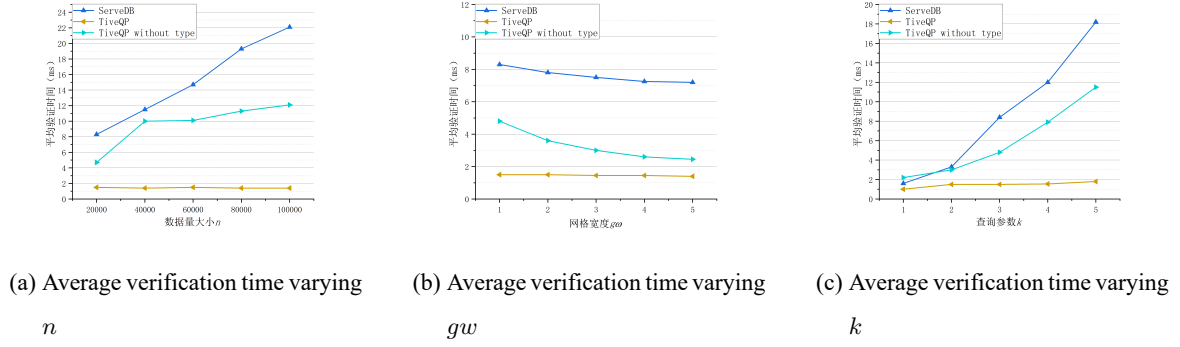 ServeDB
TiveQP
TiveQP without type
平均验证时间 (ms)
24
22
20
18
16
14
12
10
8
6
4
2
0
20000 40000 60000 80000 100000
数据量大小n
ServeDB
TiveQP
TiveQP without type
平均验证时间 (ms)
12
10
8
6
4
2
0
1 2 3 4 5
网格宽度gω
ServeDB
TiveQP
TiveQP without type
平均验证时间 (ms)
20
18
16
14
12
10
8
6
4
2
0
1 2 3 4 5
查询参数k
(a) Average verification time varying
n
(b) Average verification time varying
gw
(c) Average verification time varying
k